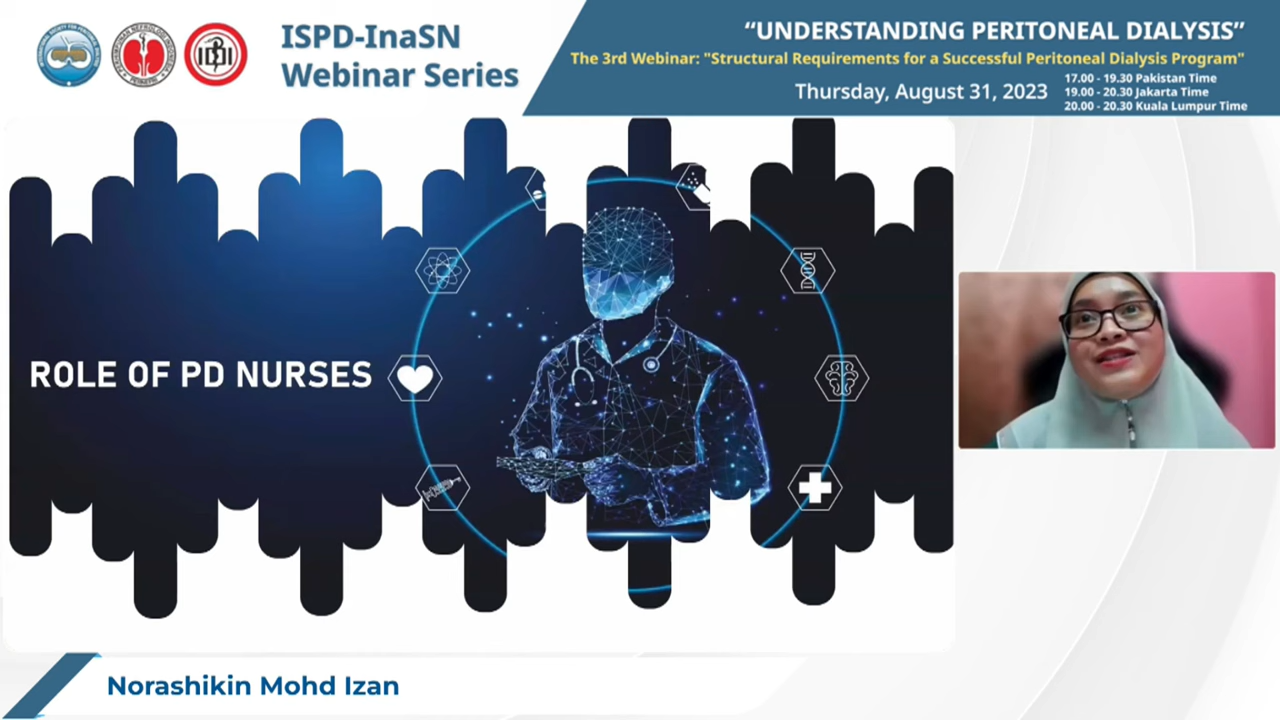 ISPD-InaSN
Webinar Series
“UNDERSTANDING PERITONEAL DIALYSIS”
The 3rd Webinar: "Structural Requirements for a Successful Peritoneal Dialysis Program"
Thursday, August 31, 2023
17.00 - 19.30 Pakistan Time
19.00 - 20.30 Jakarta Time
20.00 - 20.30 Kuala Lumpur Time
ROLE OF PD NURSES
Norashikin Mohd Izan